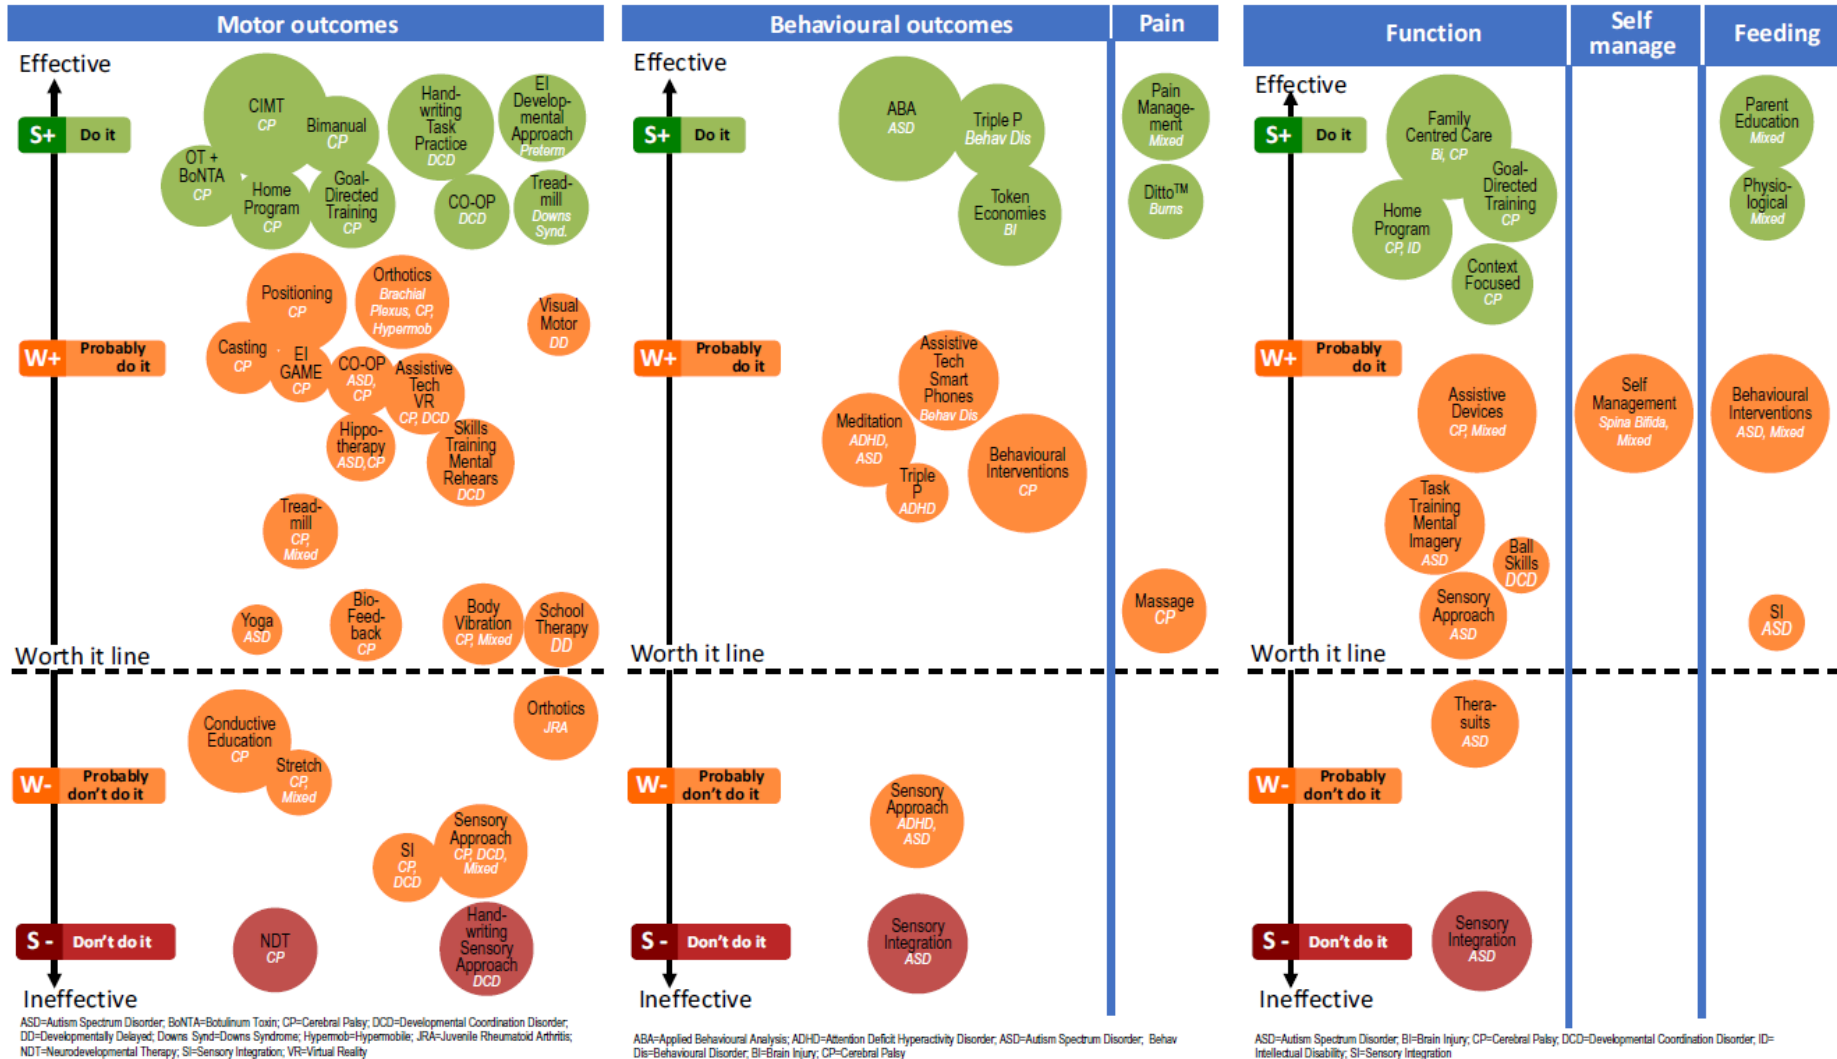 Motor outcomes
Effective
S+ Do it
CIMT
CP
Bimanual
CP
Hand-
writing
Task
Practice
DCD
EI
Develop-
mental
Approach
Preterm
OT +
BoNTA
CP
Home
Program
CP
Goal-
Directed
Training
CP
CO-OP
DCD
Tread-
mill
Downs
Synd.
Positioning
CP
Orthotics
Brachial
Plexus, CP,
Hypermob
Visual
Motor
DD
W+ Probably
do it
Casting
CP
EI
GAME
CP
CO-OP
ASD,
CP
Assistive
Tech
VR
CP, DCD
Hippo-
therapy
ASD,CP
Skills
Training
Mental
Rehears
DCD
Tread-
mill
CP,
Mixed
Yoga
ASD
Bio-
Feed-
back
CP
Body
Vibration
CP, Mixed
School
Therapy
DD
Worth it line
Orthotics
JRA
Conductive
Education
CP
Stretch
CP,
Mixed
W- Probably
don't do it
SI
CP,
DCD
Sensory
Approach
CP, DCD,
Mixed
S - Don't do it
NDT
CP
Hand-
writing
Sensory
Approach
DCD
Ineffective
ASD=Autism Spectrum Disorder; BoNTA=Botulinum Toxin; CP=Cerebral Palsy; DCD=Developmental Coordination Disorder;
DD=Developmentally Delayed; Downs Synd=Downs Syndrome; Hypermob=Hypermobile; JRA=Juvenile Rheumatoid Arthritis;
NDT=Neurodevelopmental Therapy; SI=Sensory Integration; VR=Virtual Reality
Behavioural outcomes
Pain
Effective
S+ Do it
ABA
ASD
Triple P
Behav Dis
Token
Economies
BI
Pain
Manage-
ment
Mixed
Ditto™
Burns
W+ Probably
do it
Assistive
Tech
Smart
Phones
Behav Dis
Meditation
ADHD,
ASD
Triple
P
ADHD
Behavioural
Interventions
CP
Massage
CP
Worth it line
W- Probably
don't do it
Sensory
Approach
ADHD,
ASD
S - Don't do it
Sensory
Integration
ASD
Ineffective
ABA=Applied Behavioural Analysis; ADHD=Attention Deficit Hyperactivity Disorder; ASD=Autism Spectrum Disorder; Behav
Dis=Behavioural Disorder; BI=Brain Injury; CP=Cerebral Palsy
Function
Self
manage
Feeding
Effective
S+ Do it
Family
Centred Care
Bi, CP
Goal-
Directed
Training
CP
Home
Program
CP, ID
Context
Focused
CP
Parent
Education
Mixed
Physio-
logical
Mixed
W+ Probably
do it
Assistive
Devices
CP, Mixed
Self
Management
Spina Bifida,
Mixed
Behavioural
Interventions
ASD, Mixed
Task
Training
Mental
Imagery
ASD
Ball
Skills
DCD
Sensory
Approach
ASD
SI
ASD
Worth it line
Thera-
suits
ASD
W- Probably
don't do it
S - Don't do it
Sensory
Integration
ASD
Ineffective
ASD=Autism Spectrum Disorder; BI=Brain Injury; CP=Cerebral Palsy; DCD=Developmental Coordination Disorder; ID=
Intellectual Disability; SI=Sensory Integration